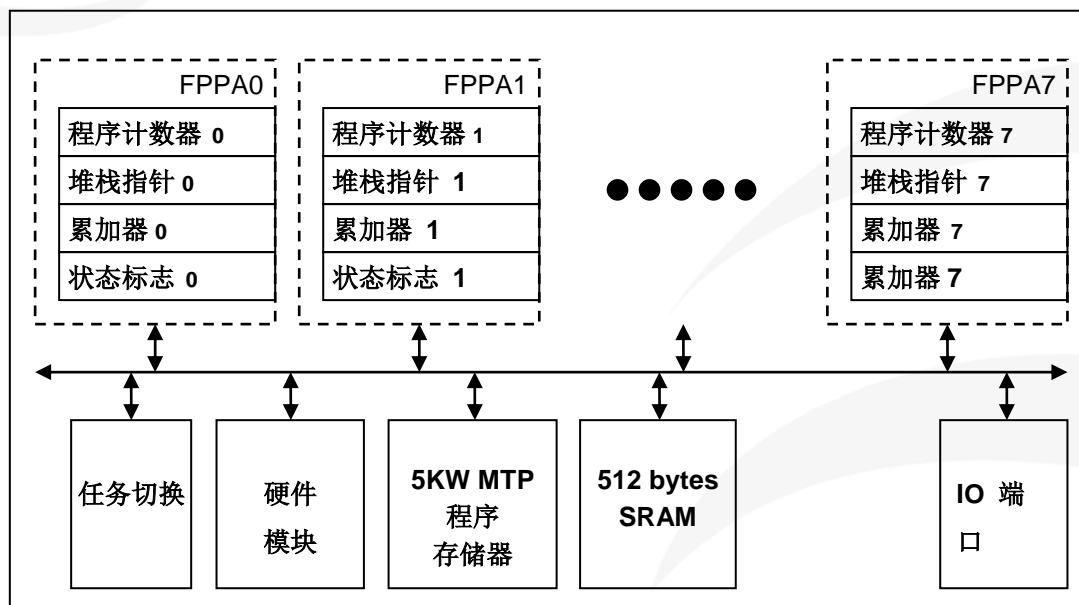 FPPA0
程序计数器 0
堆栈指针 0
累加器 0
状态标志 0
FPPA1
程序计数器 1
堆栈指针 1
累加器 1
状态标志 1
FPPA7
程序计数器 7
堆栈指针 7
累加器 7
累加器 7
任务切换
硬件
模块
5KW MTP
程序
存储器
512 bytes
SRAM
IO 端
口